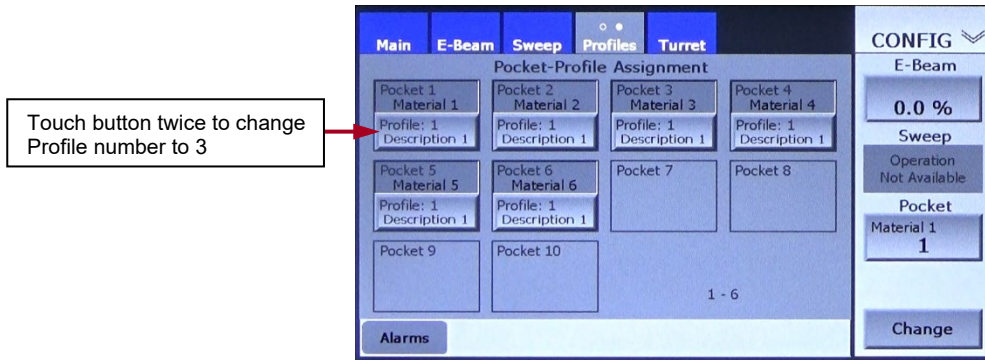 Touch button twice to change
Profile number to 3
Main E-Beam Sweep Profiles Turret
Pocket-Profile Assignment
Pocket 1 Pocket 2 Pocket 3 Pocket 4
Material 1 Material 2 Material 3 Material 4
Profile: 1 Profile: 1 Profile: 1 Profile: 1
Description 1 Description 1 Description 1 Description 1
Pocket 5 Pocket 6 Pocket 7 Pocket 8
Material 5 Material 6
Profile: 1 Profile: 1
Description 1 Description 1
Pocket 9 Pocket 10
1 - 6
Alarms
CONFIG
E-Beam
0.0 %
Sweep
Operation
Not Available
Pocket
Material 1
1
Change